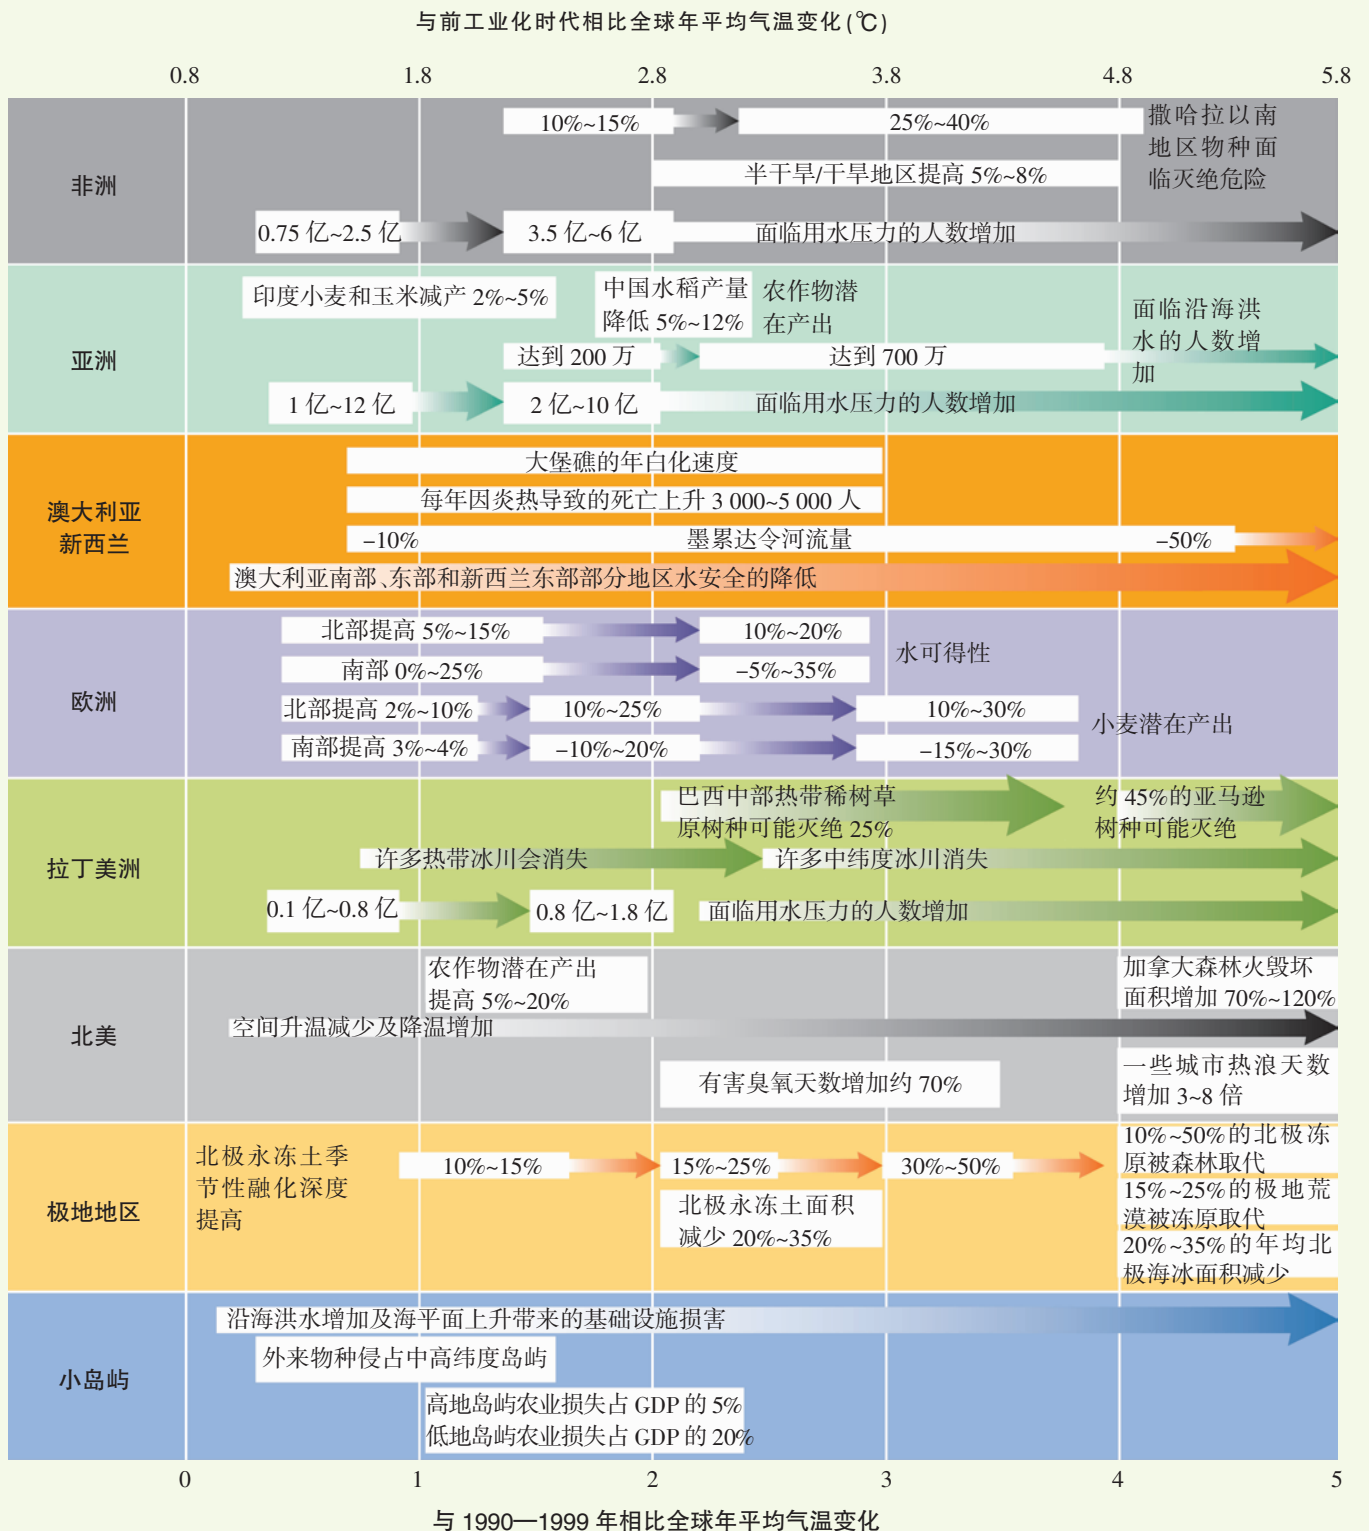 与前工业化时代相比全球年平均气温变化(℃)
0.8 1.8 2.8 3.8 4.8 5.8
非洲
10%~15% 25%~40%
撒哈拉以南
地区物种面
临灭绝危险
半干旱/干旱地区提高 5%~8%
0.75 亿~2.5 亿 3.5 亿~6 亿 面临用水压力的人数增加
亚洲
印度小麦和玉米减产 2%~5%
中国水稻产量
降低 5%~12%
农作物潜
在产出
达到 200 万 达到 700 万
面临沿海洪
水的人数增
加
1 亿~12 亿 2 亿~10 亿 面临用水压力的人数增加
澳大利亚
新西兰
大堡礁的年白化速度
每年因炎热导致的死亡上升 3 000~5 000 人
–10% 墨累达令河流量 –50%
澳大利亚南部、东部和新西兰东部部分地区水安全的降低
欧洲
北部提高 5%~15% 10%~20%
南部 0%~25% –5%~35%
水可得性
北部提高 2%~10% 10%~25% 10%~30%
南部提高 3%~4% –10%~20% –15%~30%
小麦潜在产出
拉丁美洲
巴西中部热带稀树草
原树种可能灭绝 25%
约 45%的亚马逊
树种可能灭绝
许多热带冰川会消失 许多中纬度冰川消失
0.1 亿~0.8 亿 0.8 亿~1.8 亿 面临用水压力的人数增加
北美
农作物潜在产出
提高 5%~20%
加拿大森林火毁坏
面积增加 70%~120%
空间升温减少及降温增加
有害臭氧天数增加约 70%
一些城市热浪天数
增加 3~8 倍
极地地区
北极永冻土季
节性融化深度
提高
10%~15% 15%~25% 30%~50%
北极永冻土面积
减少 20%~35%
10%~50%的北极冻
原被森林取代
15%~25%的极地荒
漠被冻原取代
20%~35%的年均北
极海冰面积减少
小岛屿
沿海洪水增加及海平面上升带来的基础设施损害
外来物种侵占中高纬度岛屿
高地岛屿农业损失占 GDP 的 5%
低地岛屿农业损失占 GDP 的 20%
0 1 2 3 4 5
与 1990—1999 年相比全球年平均气温变化